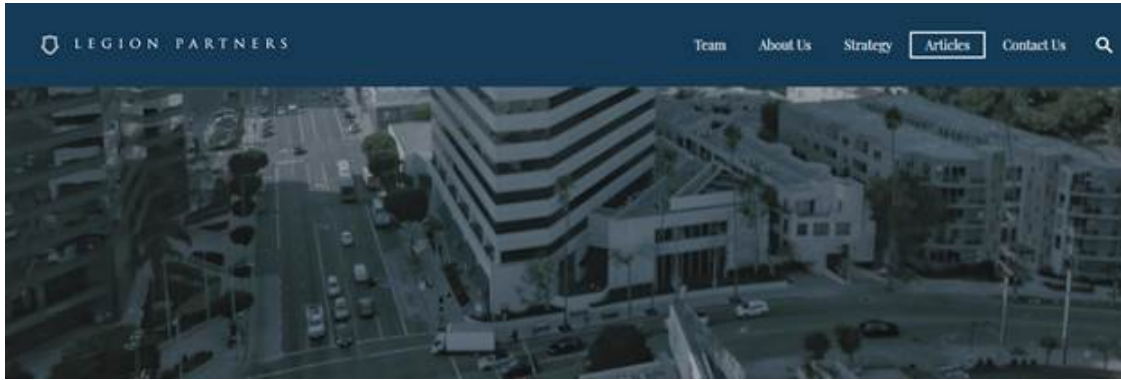 LEGION PARTNERS
Team About Us Strategy Articles Contact Us